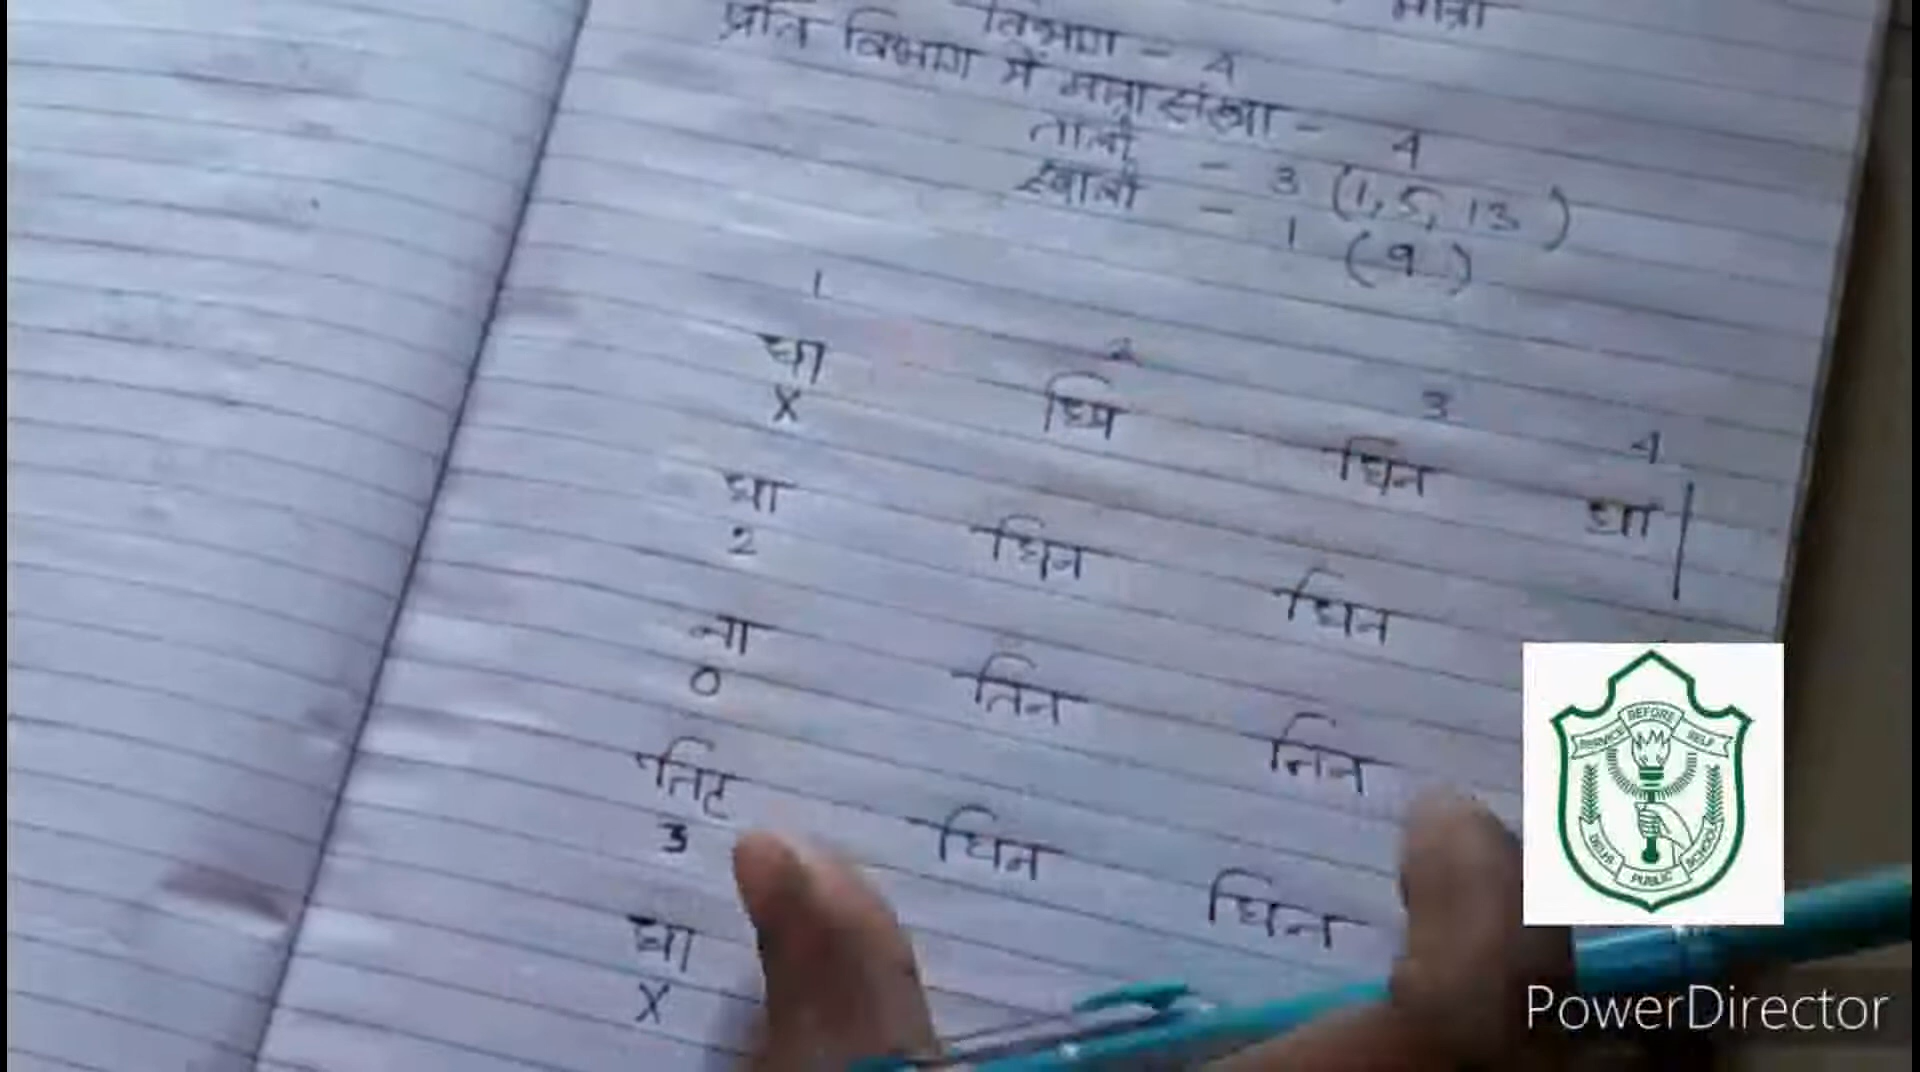 मात्रा
विभाग - 4
प्रति विभाग में मात्रा संख्या - 4
ताली - 3 (1, 5, 13)
खाली - 1 (9)
1 2 3 4
धा धिन धिन धा |
X
धा धिन धिन
2
ना तिन तिन
0
तिट धिन धिन
3
धा
X
SERVICE BEFORE SELF
DELHI PUBLIC SCHOOL
PowerDirector